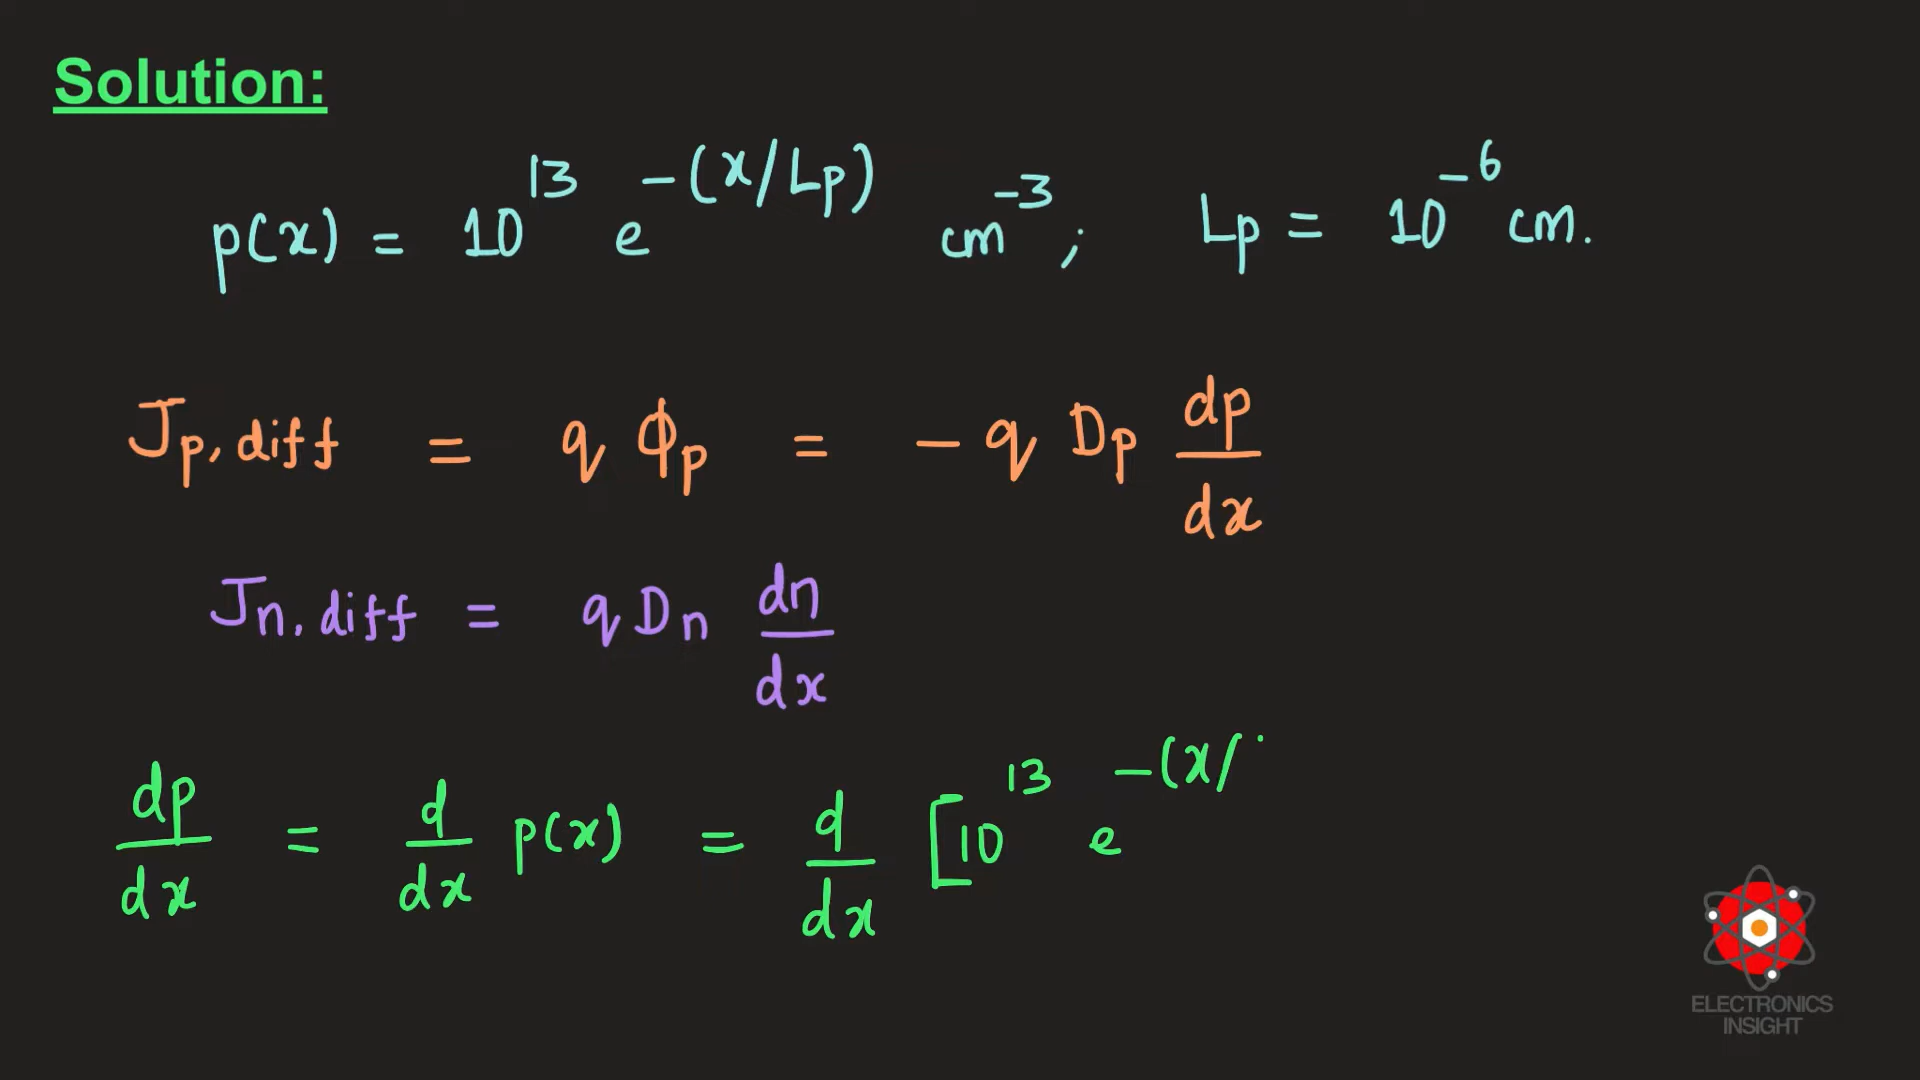 Solution:
p(x) = 10^13 e^-(x/Lp) cm^-3; Lp = 10^-6 cm.
Jp,diff = q ϕp = - q Dp dp/dx
Jn,diff = q Dn dn/dx
dp/dx = d/dx p(x) = d/dx [10^13 e^-(x/
ELECTRONICS
INSIGHT